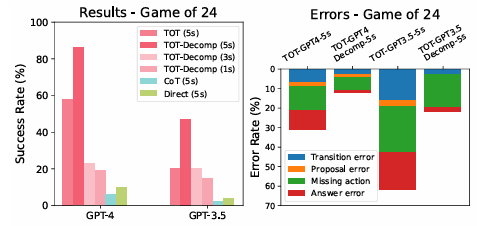 Results - Game of 24
Success Rate (%)
100
80
60
40
20
0
TOT (5s)
TOT-Decomp (5s)
TOT-Decomp (3s)
TOT-Decomp (1s)
CoT (5s)
Direct (5s)
GPT-4
GPT-3.5
Errors - Game of 24
TOT-GPT4-5s
TOT-GPT4
Decomp-5s
TOT-GPT3.5-5s
TOT-GPT3.5
Decomp-5s
Error Rate (%)
0
10
20
30
40
50
60
70
Transition error
Proposal error
Missing action
Answer error